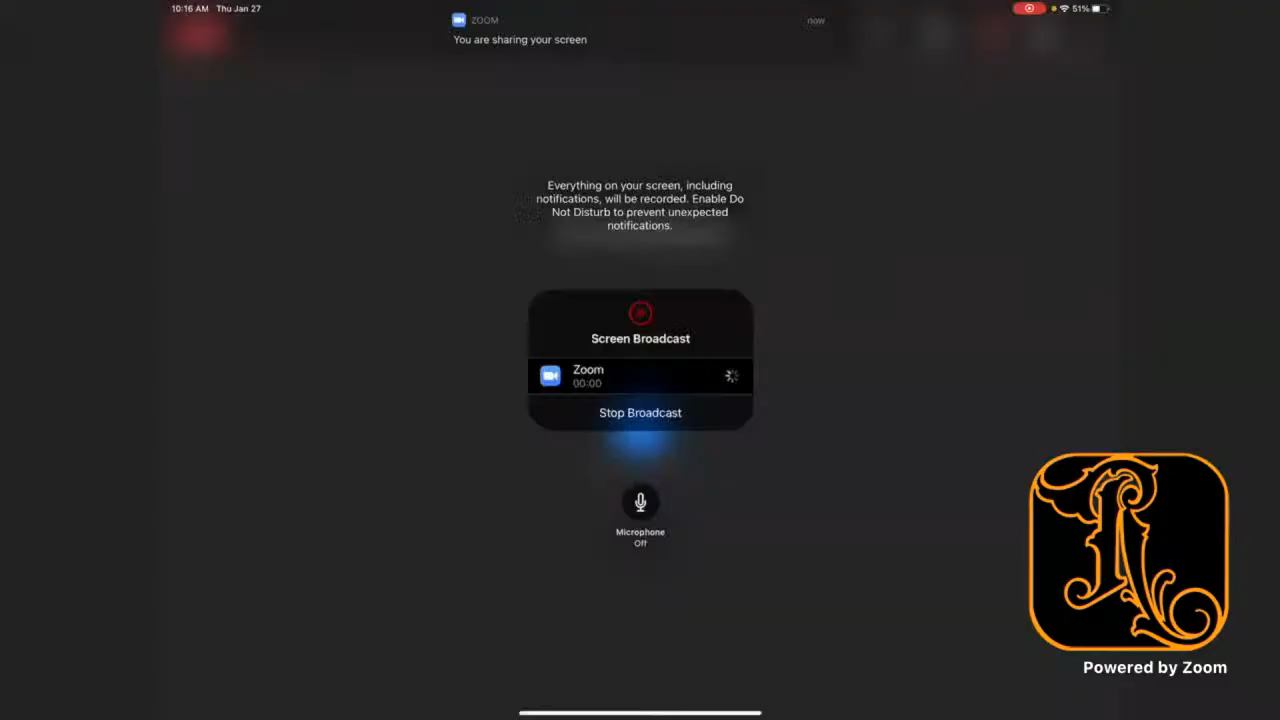 10:16 AM Thu Jan 27
ZOOM
now
51%
You are sharing your screen
Everything on your screen, including
notifications, will be recorded. Enable Do
Not Disturb to prevent unexpected
notifications.
Screen Broadcast
Zoom
00:00
Stop Broadcast
Microphone
Off
Powered by Zoom